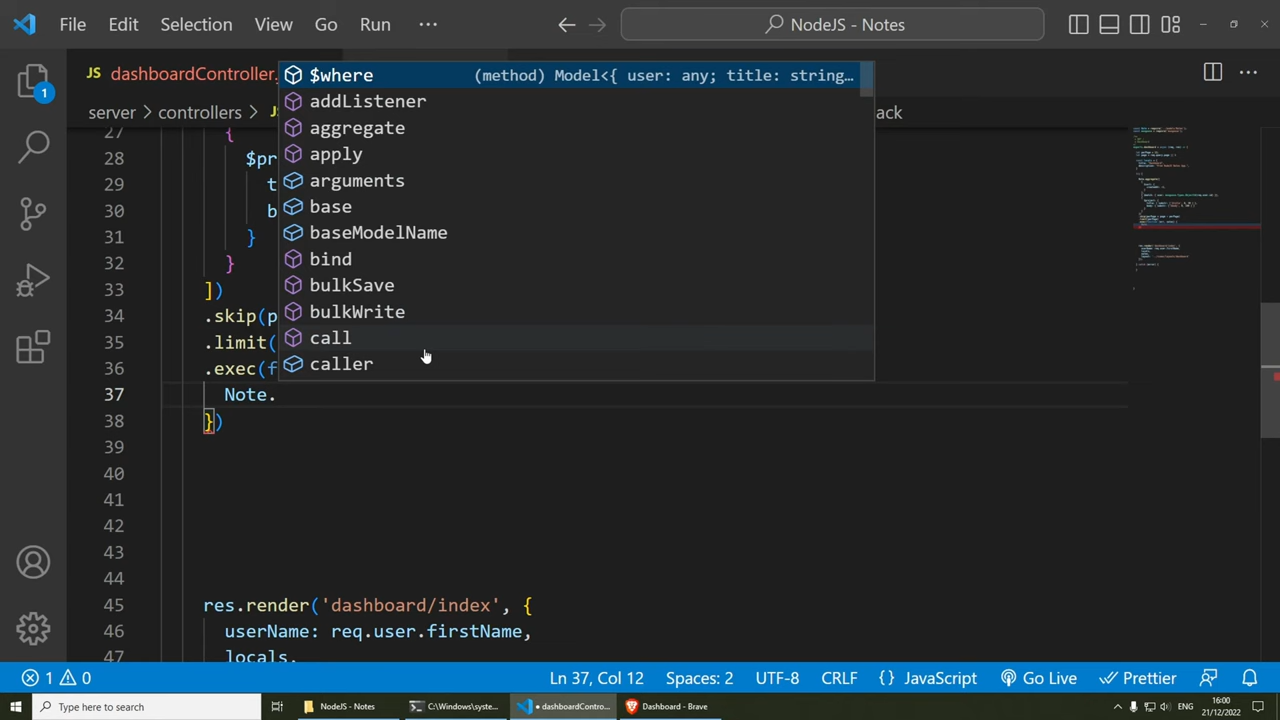 File Edit Selection View Go Run ··· NodeJS - Notes
JS dashboardController.
server > controllers > JS
ack
$where (method) Model<{ user: any; title: string…
addListener
aggregate
apply
arguments
base
baseModelName
bind
bulkSave
bulkWrite
call
caller
1
27 {
28 $pr
29 t
30 b
31 }
32 }
33 ])
34 .skip(p
35 .limit(
36 .exec(f
37 Note.
38 })
39
40
41
42
43
44
45 res.render('dashboard/index', {
46 userName: req.user.firstName,
47 locals,
1 0 Ln 37, Col 12 Spaces: 2 UTF-8 CRLF {} JavaScript Go Live Prettier
Type here to search NodeJS - Notes C:\Windows\syste... dashboardContro... Dashboard - Brave ENG 16:00
21/12/2022